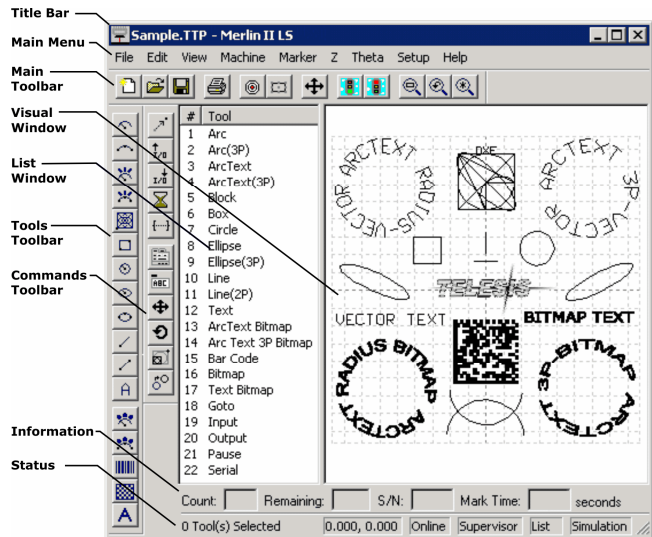 Title Bar
Main Menu
Main
Toolbar
Visual
Window
List
Window
Tools
Toolbar
Commands
Toolbar
Information
Status
Sample.TTP - Merlin II LS
File Edit View Machine Marker Z Theta Setup Help
# Tool
1 Arc
2 Arc(3P)
3 ArcText
4 ArcText(3P)
5 Block
6 Box
7 Circle
8 Ellipse
9 Ellipse(3P)
10 Line
11 Line(2P)
12 Text
13 ArcText Bitmap
14 Arc Text 3P Bitmap
15 Bar Code
16 Bitmap
17 Text Bitmap
18 Goto
19 Input
20 Output
21 Pause
22 Serial
I/O
I/O
ABC
A
A
RADIUS-VECTOR ARCTEXT
DXF
3P-VECTOR ARCTEXT
TELESIS
VECTOR TEXT
BITMAP TEXT
RADIUS BITMAP ARCTEXT
3P-BITMAP ARCTEXT
Count: Remaining: S/N: Mark Time: seconds
0 Tool(s) Selected 0.000, 0.000 Online Supervisor List Simulation